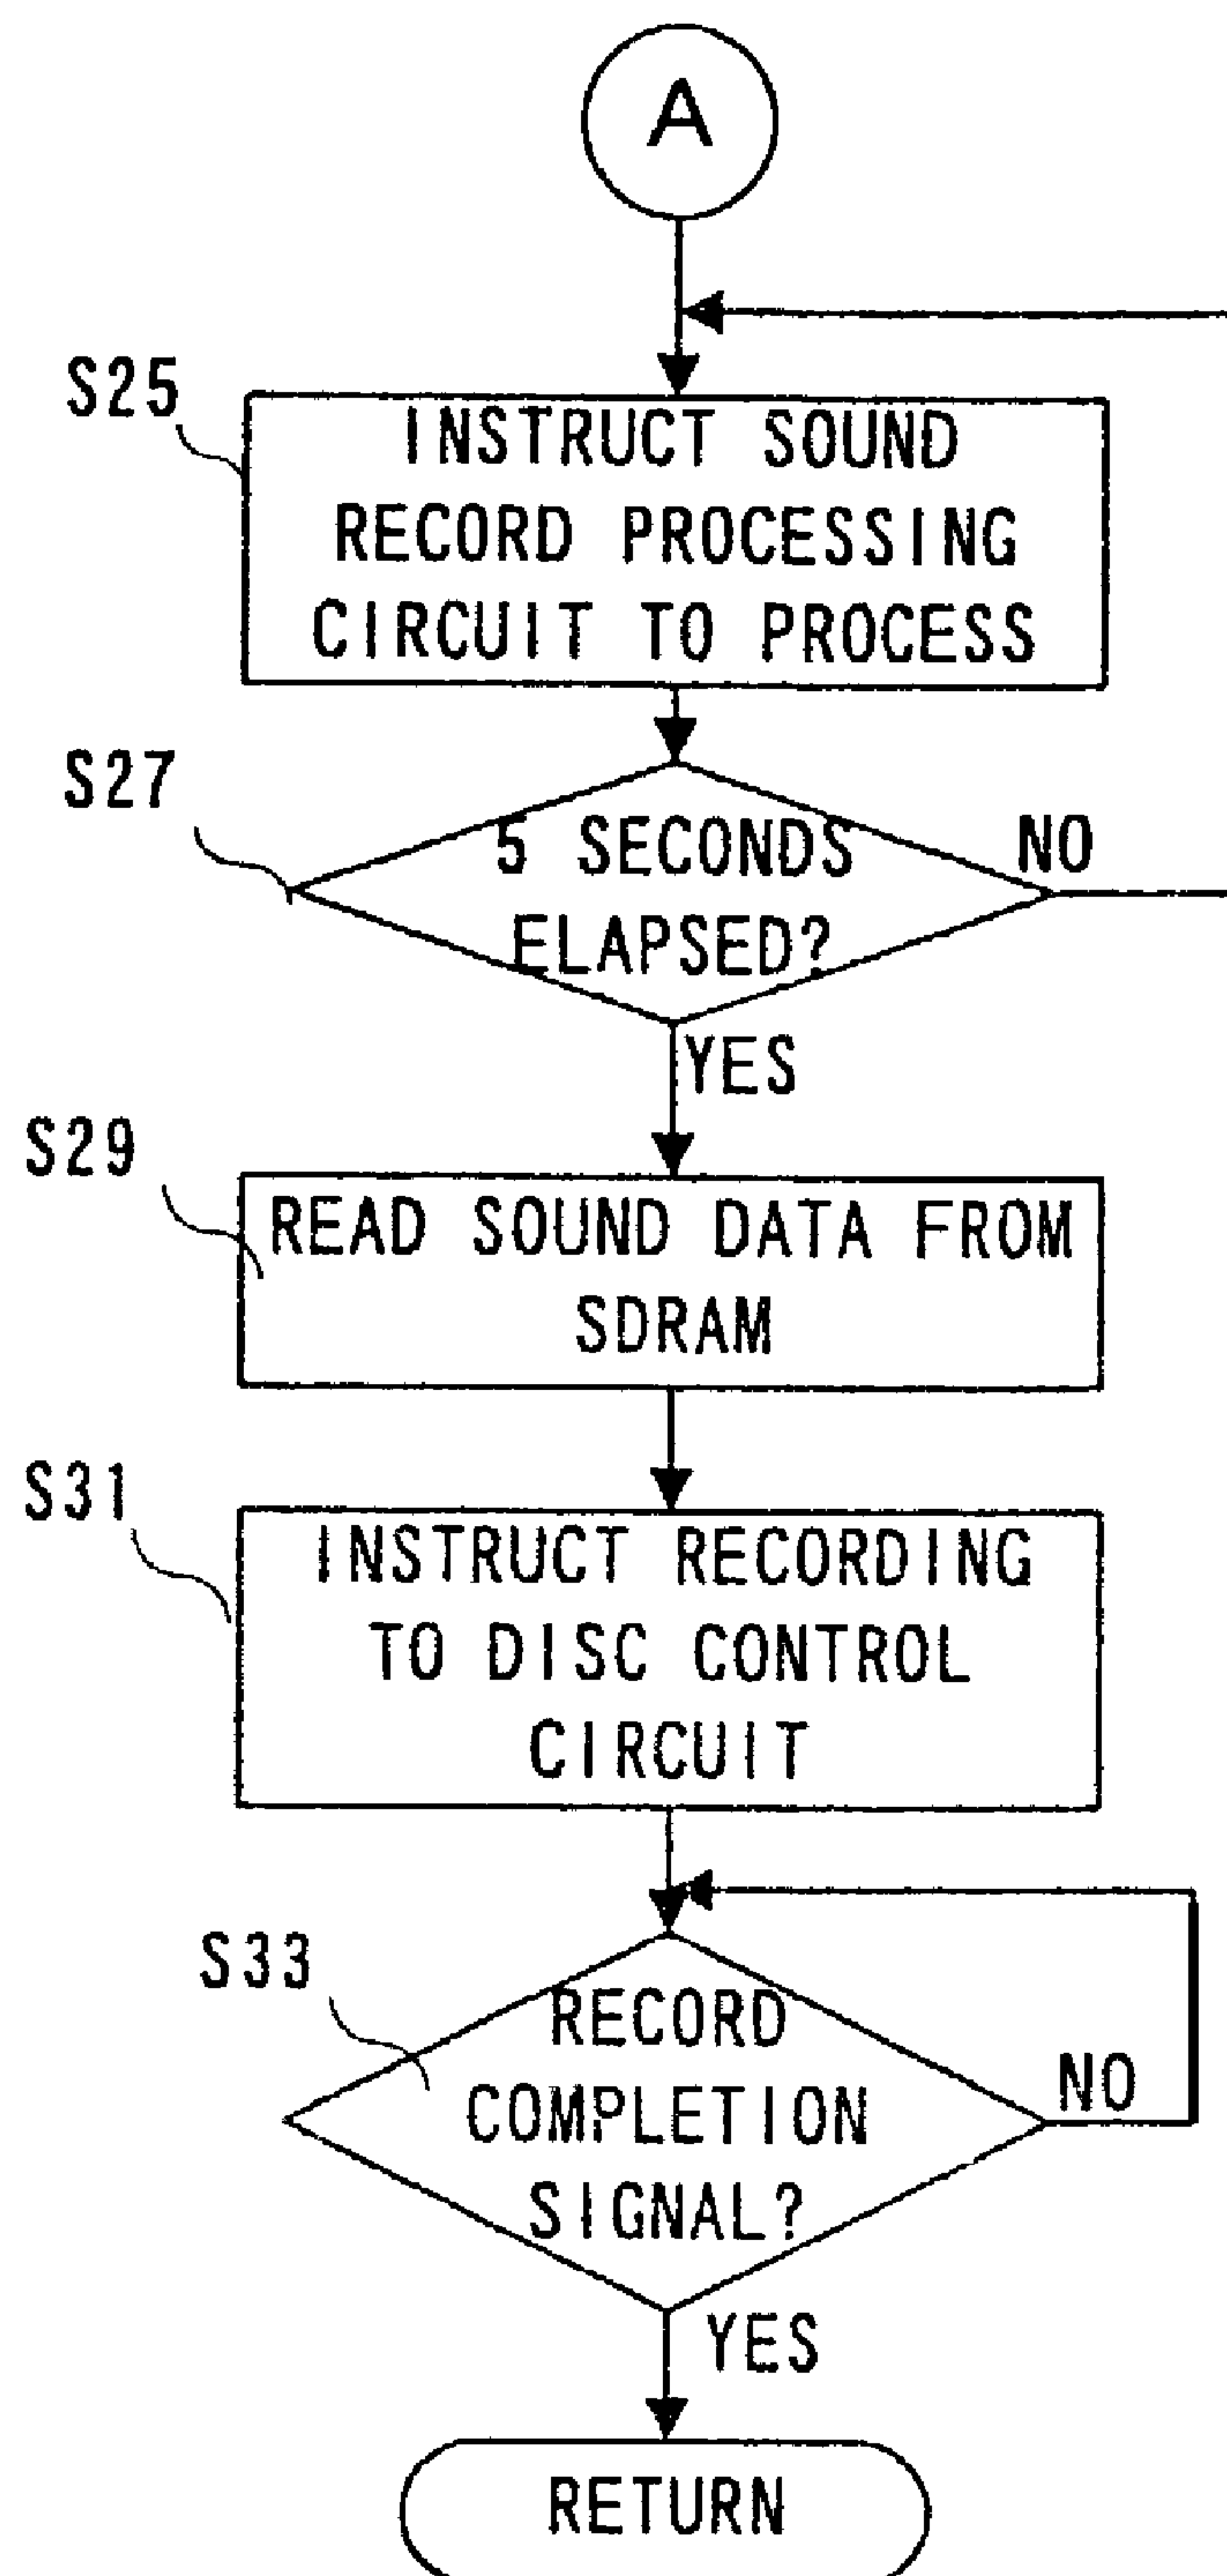 A
S25
INSTRUCT SOUND
RECORD PROCESSING
CIRCUIT TO PROCESS
S27
5 SECONDS
ELAPSED?
NO
YES
S29
READ SOUND DATA FROM
SDRAM
S31
INSTRUCT RECORDING
TO DISC CONTROL
CIRCUIT
S33
RECORD
COMPLETION
SIGNAL?
NO
YES
RETURN